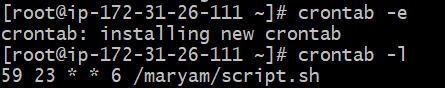 [root@ip-172-31-26-111 ~]# crontab -e
crontab: installing new crontab
[root@ip-172-31-26-111 ~]# crontab -l
59 23 * * 6 /maryam/script.sh